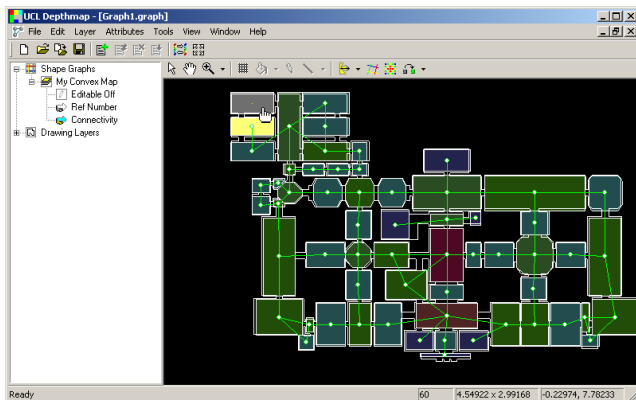 UCL Depthmap - [Graph1.graph]
File Edit Layer Attributes Tools View Window Help
Shape Graphs
My Convex Map
Editable Off
Ref Number
Connectivity
Drawing Layers
Ready
60
4.54922 x 2.99168
-0.22974, 7.78233